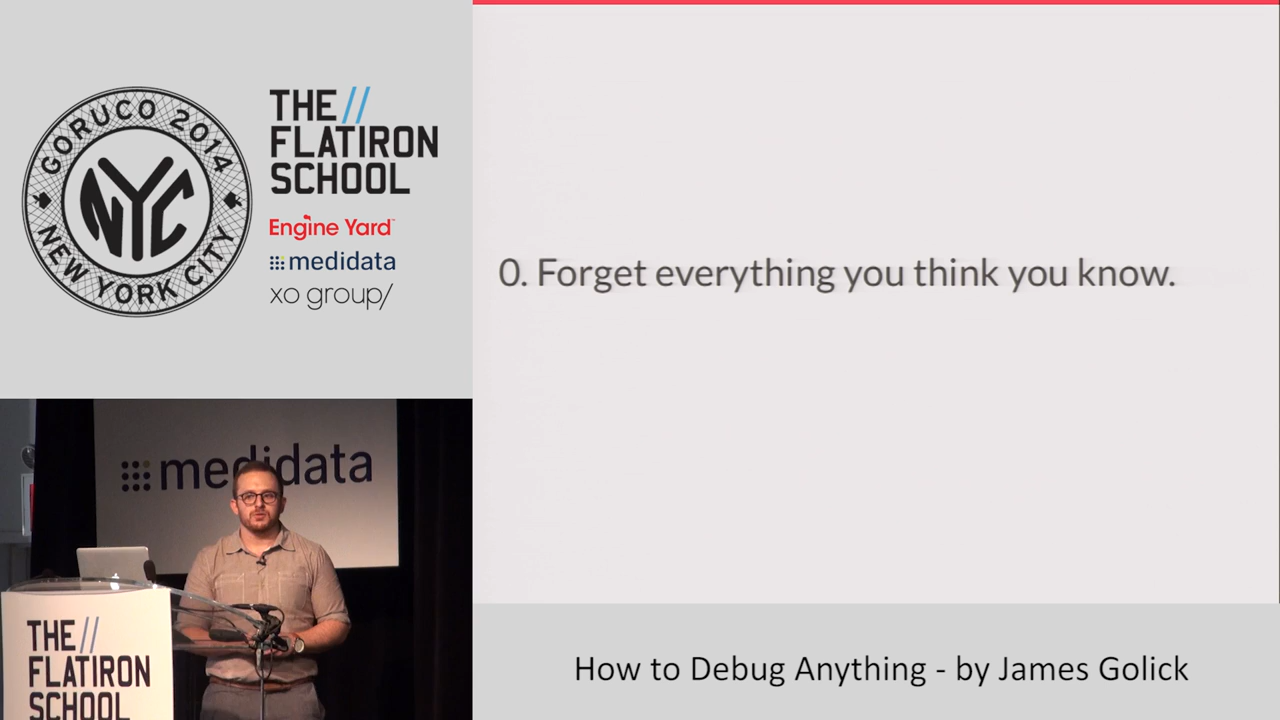 GORUCO 2014
NYC
NEW YORK CITY
THE//
FLATIRON
SCHOOL
Engine Yard™
medidata
xo group/
0. Forget everything you think you know.
medidata
THE//
FLATIRON
SCHOOL
How to Debug Anything - by James Golick